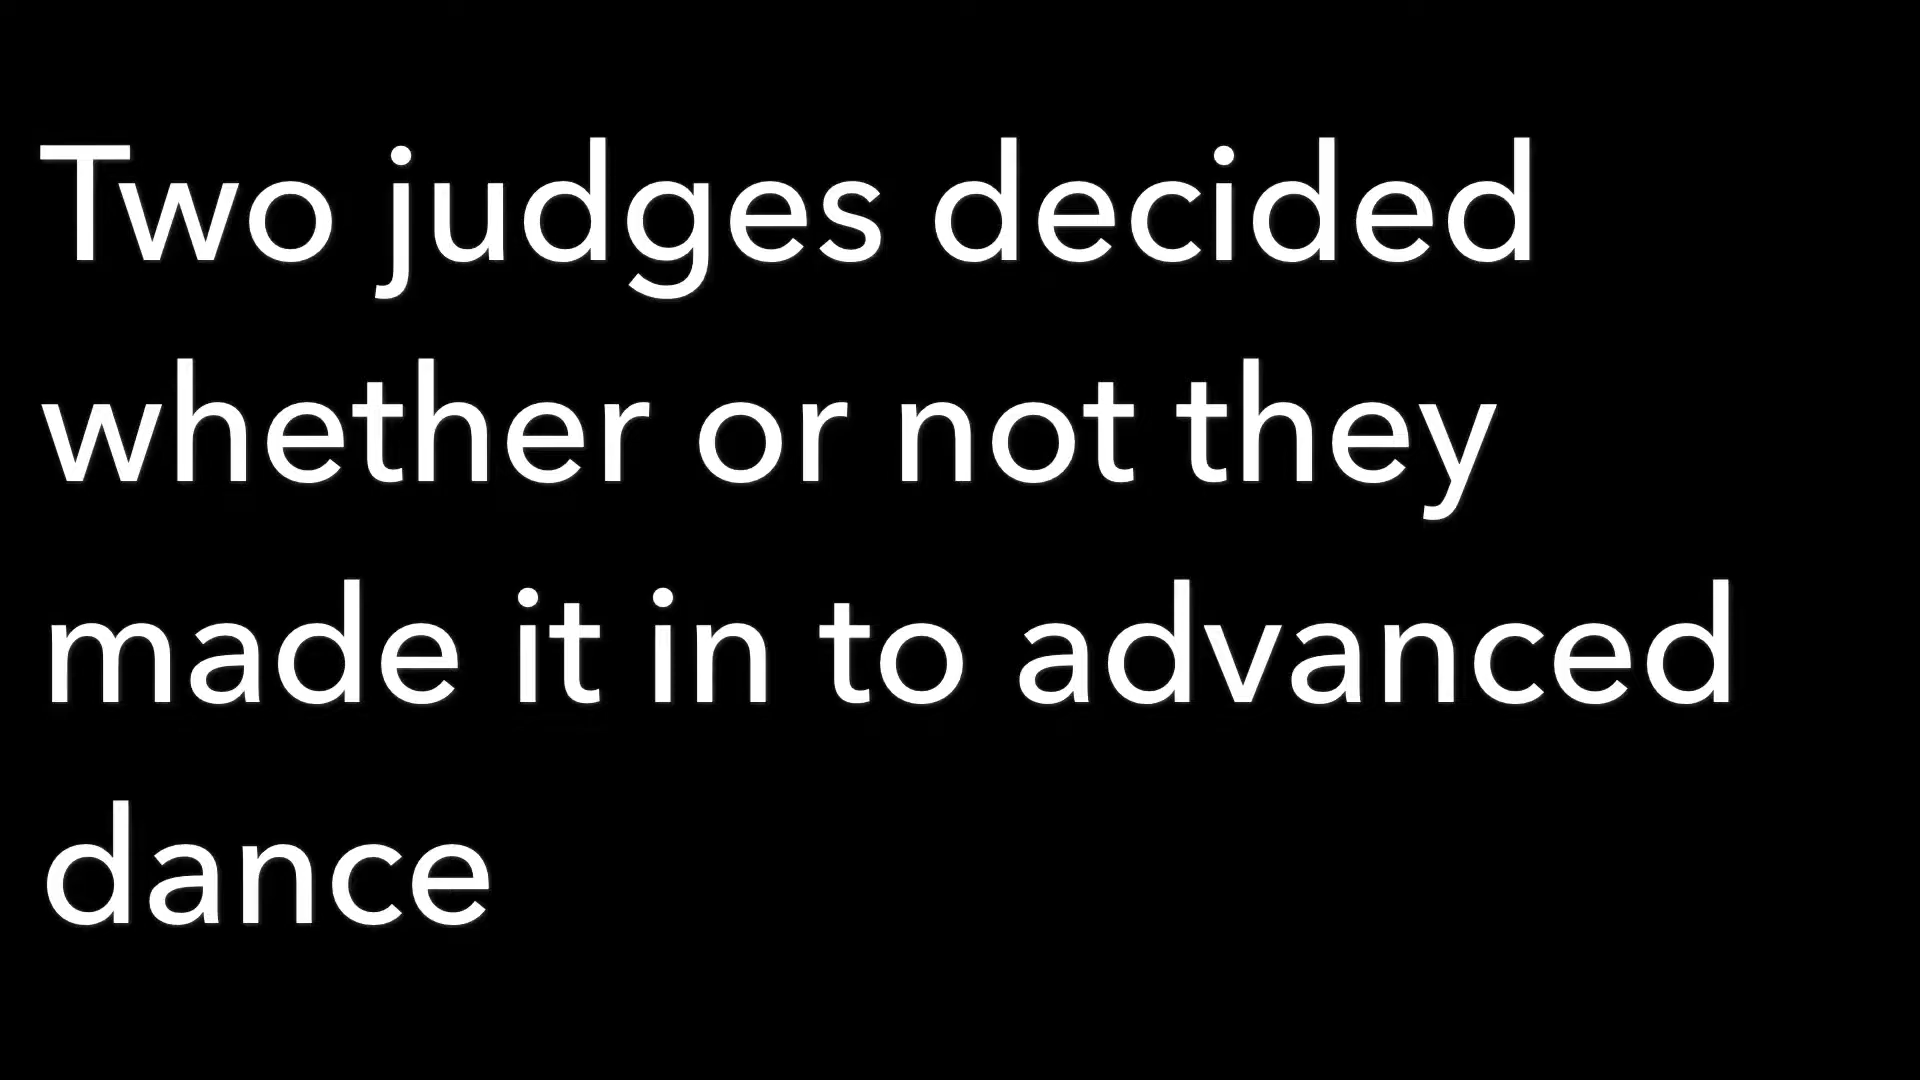 Two judges decided
whether or not they
made it in to advanced
dance